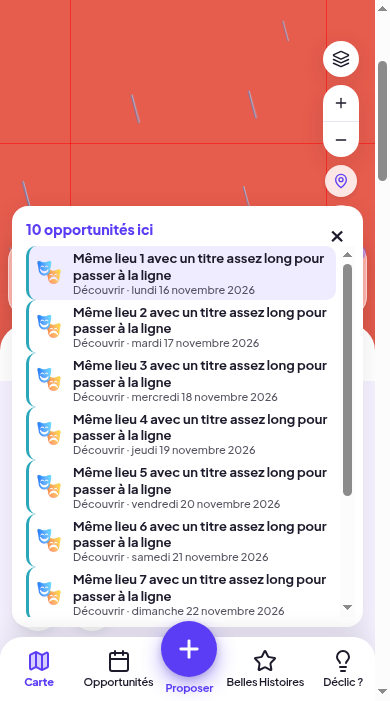 10 opportunités ici
Même lieu 1 avec un titre assez long pour
passer à la ligne
Découvrir · lundi 16 novembre 2026
Même lieu 2 avec un titre assez long pour
passer à la ligne
Découvrir · mardi 17 novembre 2026
Même lieu 3 avec un titre assez long pour
passer à la ligne
Découvrir · mercredi 18 novembre 2026
Même lieu 4 avec un titre assez long pour
passer à la ligne
Découvrir · jeudi 19 novembre 2026
Même lieu 5 avec un titre assez long pour
passer à la ligne
Découvrir · vendredi 20 novembre 2026
Même lieu 6 avec un titre assez long pour
passer à la ligne
Découvrir · samedi 21 novembre 2026
Même lieu 7 avec un titre assez long pour
passer à la ligne
Découvrir · dimanche 22 novembre 2026
Carte
Opportunités
Proposer
Belles Histoires
Déclic ?